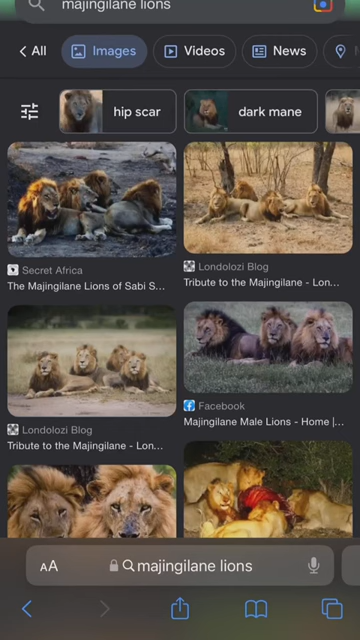 majingilane lions
All
Images
Videos
News
hip scar
dark mane
Secret Africa
The Majingilane Lions of Sabi S...
Londolozi Blog
Tribute to the Majingilane - Lon...
Londolozi Blog
Tribute to the Majingilane - Lon...
Facebook
Majingilane Male Lions - Home |...
AA
majingilane lions